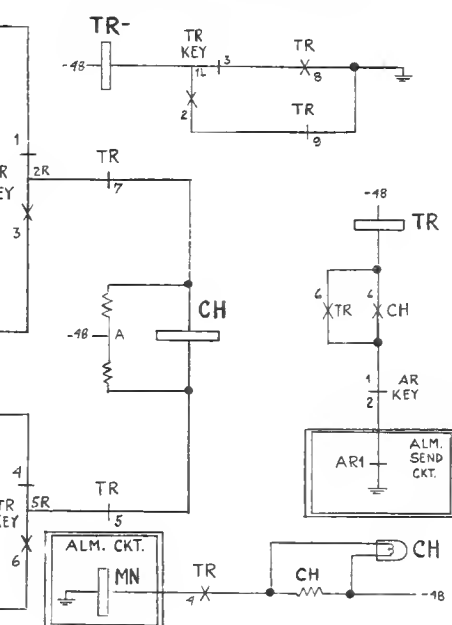 TR-
-48
TR
KEY
1L
3
TR
8
2
TR
9
1
R
EY
2R
3
TR
7
-48
A
CH
-48
TR
6
TR
6
CH
1
2
AR
KEY
AR1
ALM.
SEND
CKT.
4
TR
KEY
5R
6
TR
5
ALM. CKT.
MN
TR
4
CH
CH
-48